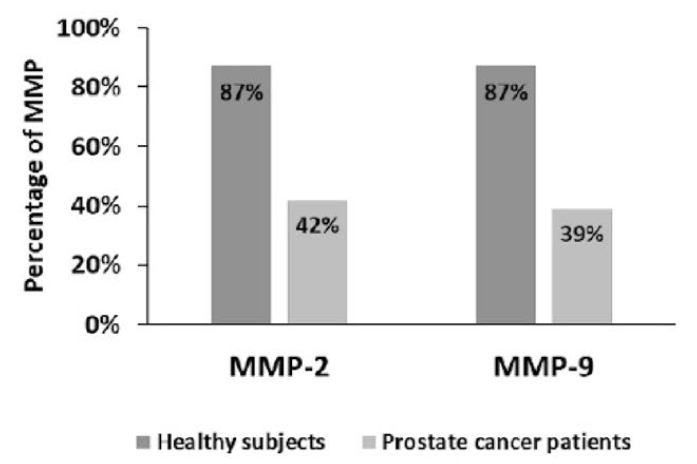 Percentage of MMP
100%
80%
60%
40%
20%
0%
87%
42%
87%
39%
MMP-2
MMP-9
Healthy subjects
Prostate cancer patients